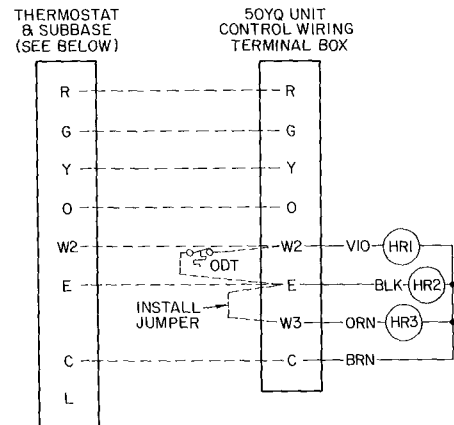 THERMOSTAT
& SUBBASE
(SEE BELOW)
50YQ UNIT
CONTROL WIRING
TERMINAL BOX
R R
G G
Y Y
O O
W2 W2 VIO HR1
ODT
E E BLK HR2
INSTALL
JUMPER
W3 ORN HR3
C C BRN
L